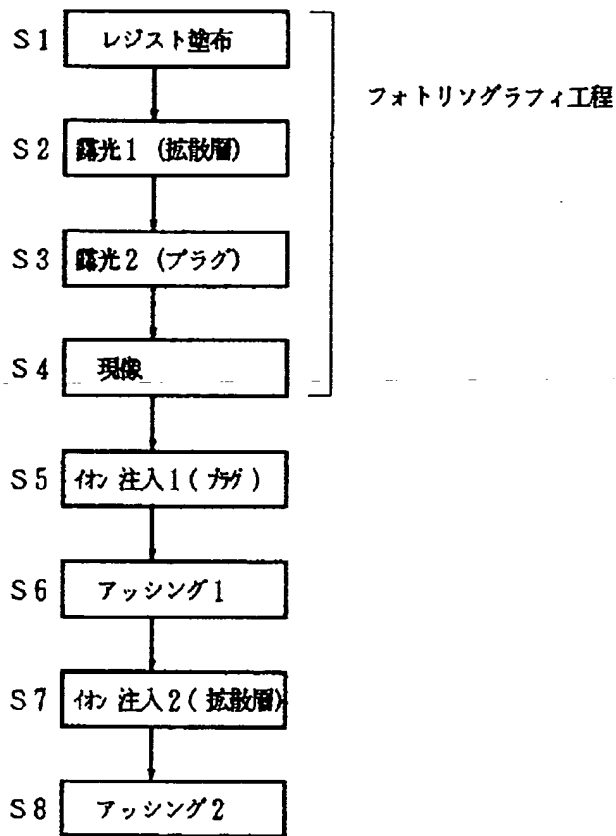 S1 レジスト塗布
フォトリソグラフィ工程
S2 露光1 (拡散層)
S3 露光2 (プラグ)
S4 現像
S5 イオン 注入1 ( プラグ )
S6 アッシング1
S7 イオン 注入2 ( 拡散層)
S8 アッシング2